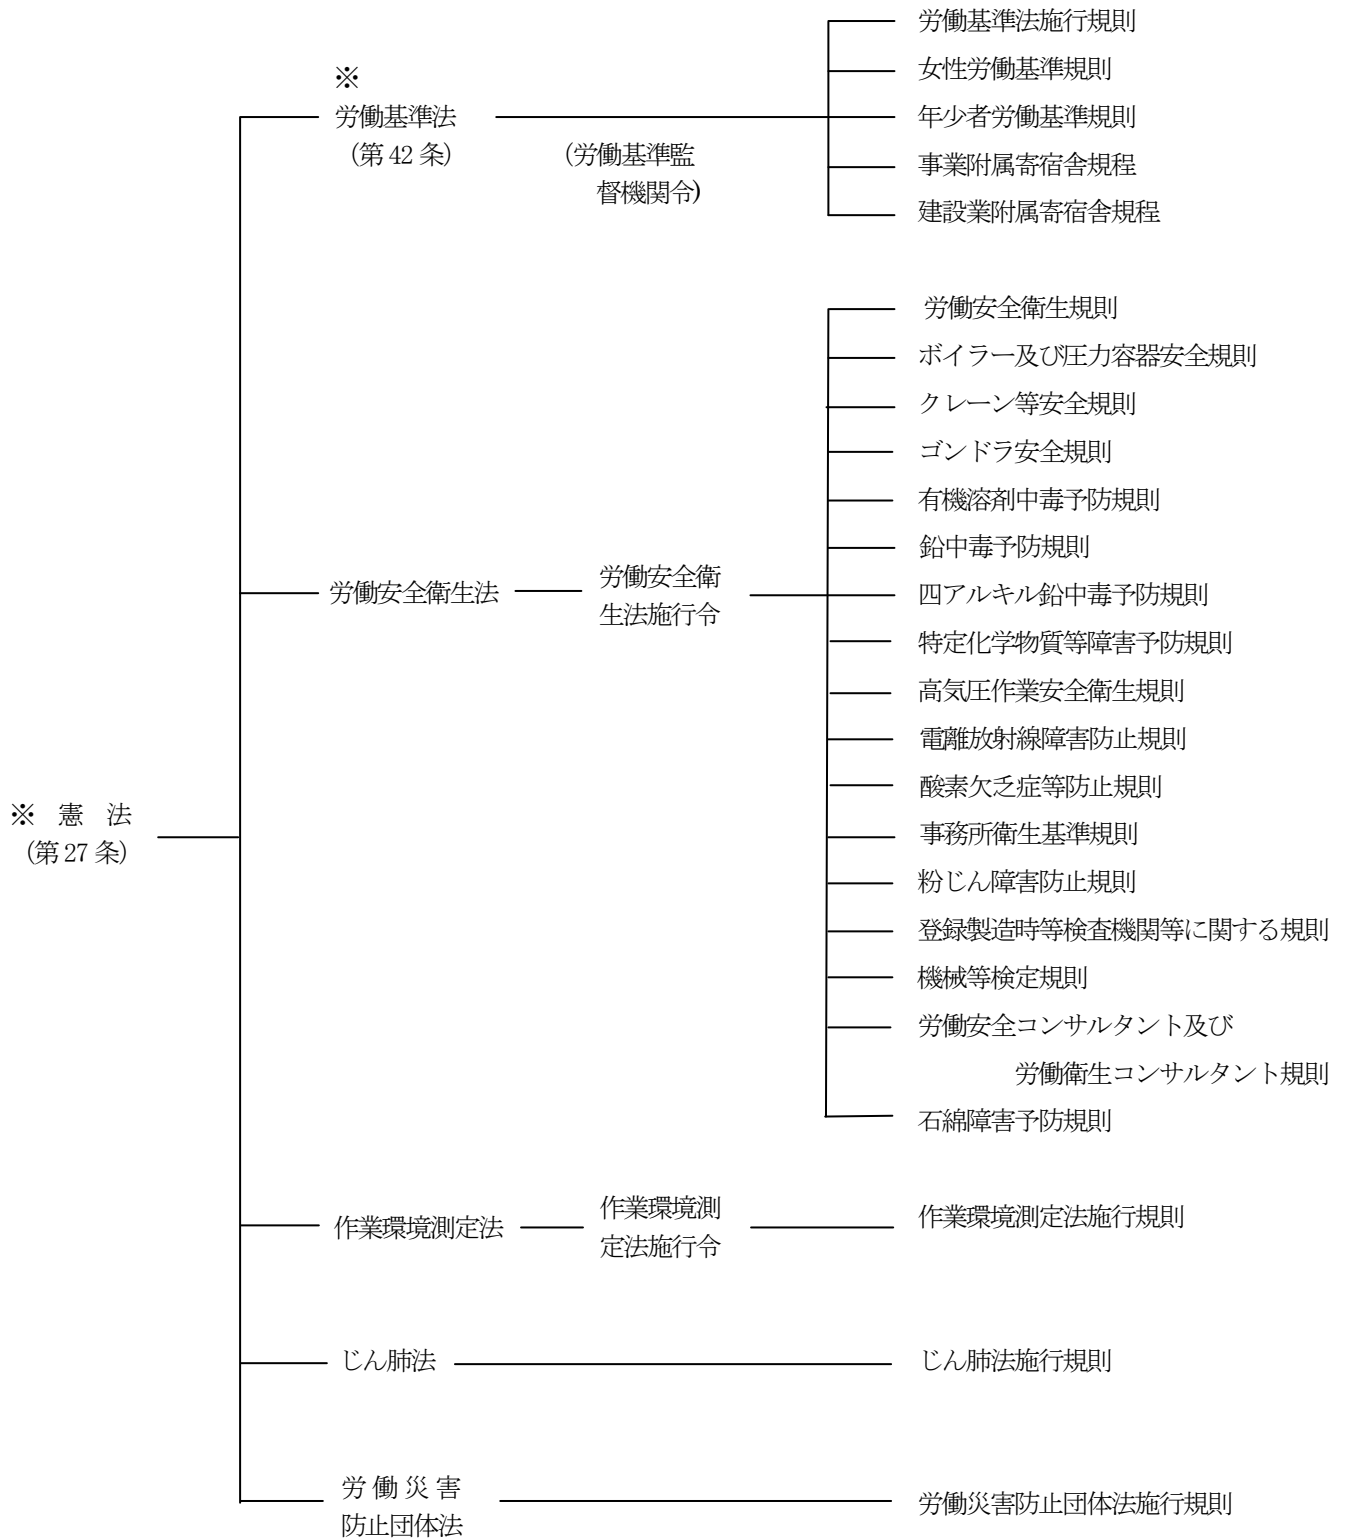 ※ 憲 法
(第 27 条)
※
労働基準法
(第 42 条)
(労働基準監
督機関令)
労働基準法施行規則
女性労働基準規則
年少者労働基準規則
事業附属寄宿舎規程
建設業附属寄宿舎規程
労働安全衛生法
労働安全衛
生法施行令
労働安全衛生規則
ボイラー及び圧力容器安全規則
クレーン等安全規則
ゴンドラ安全規則
有機溶剤中毒予防規則
鉛中毒予防規則
四アルキル鉛中毒予防規則
特定化学物質等障害予防規則
高気圧作業安全衛生規則
電離放射線障害防止規則
酸素欠乏症等防止規則
事務所衛生基準規則
粉じん障害防止規則
登録製造時等検査機関等に関する規則
機械等検定規則
労働安全コンサルタント及び
労働衛生コンサルタント規則
石綿障害予防規則
作業環境測定法
作業環境測
定法施行令
作業環境測定法施行規則
じん肺法
じん肺法施行規則
労 働 災 害
防止団体法
労働災害防止団体法施行規則